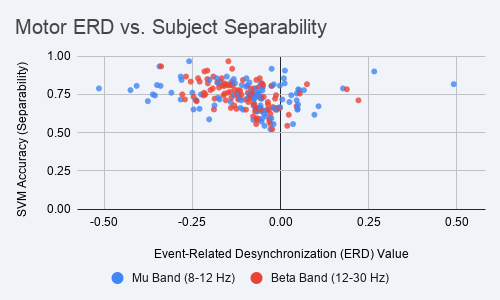 Motor ERD vs. Subject Separability
SVM Accuracy (Separability)
1.00
0.75
0.50
0.25
0.00
-0.50 -0.25 0.00 0.25 0.50
Event-Related Desynchronization (ERD) Value
Mu Band (8-12 Hz) Beta Band (12-30 Hz)